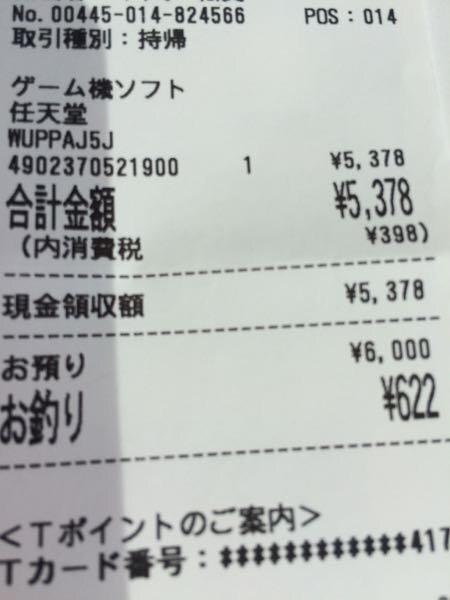 No. 00445-014-824566 POS：014
取引種別：持帰
ゲーム機ソフト
任天堂
WUPPAJ5J
4902370521900 1 ¥5,378
合計金額 ¥5,378
（内消費税 ¥398)
現金領収額 ¥5,378
お預り ¥6,000
お釣り ¥622
＜Tポイントのご案内＞
Tカード番号：************417